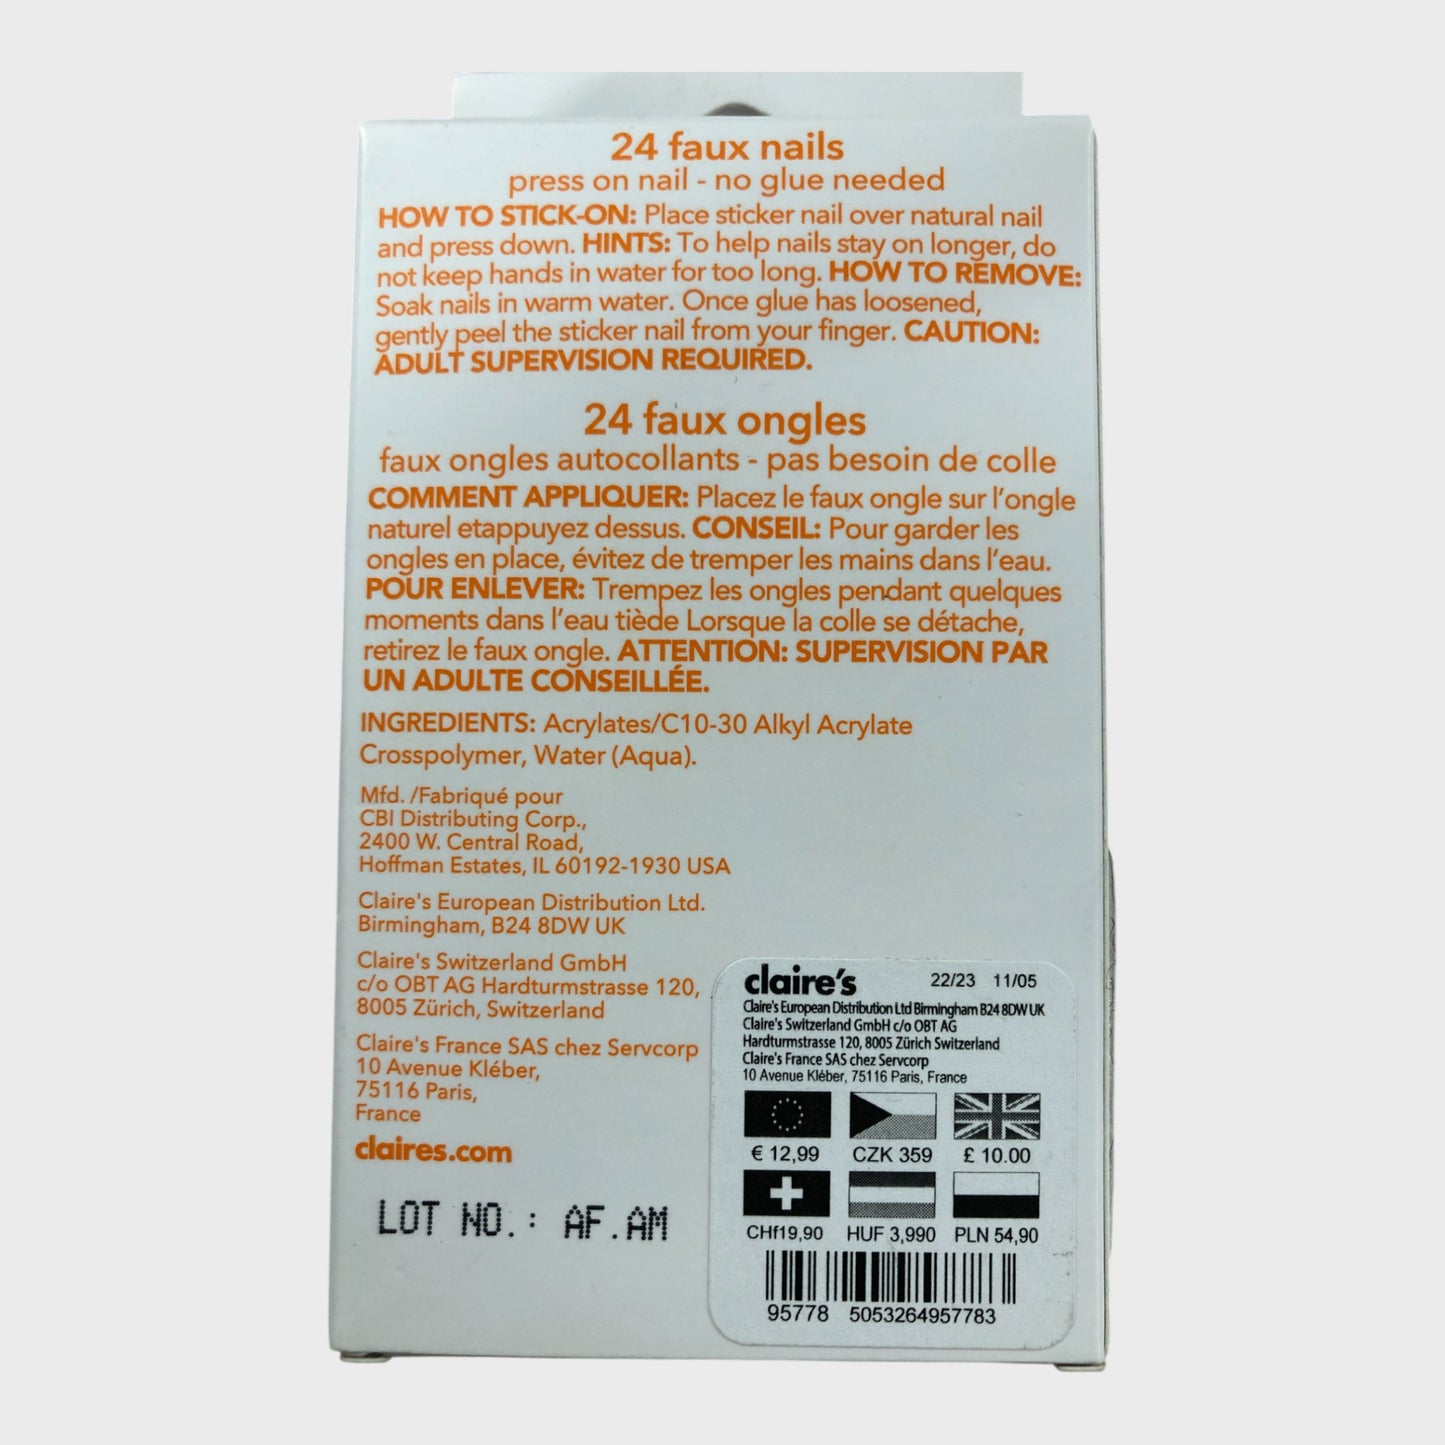 24 faux nails
press on nail - no glue needed
HOW TO STICK-ON: Place sticker nail over natural nail
and press down. HINTS: To help nails stay on longer, do
not keep hands in water for too long. HOW TO REMOVE:
Soak nails in warm water. Once glue has loosened,
gently peel the sticker nail from your finger. CAUTION:
ADULT SUPERVISION REQUIRED.
24 faux ongles
faux ongles autocollants - pas besoin de colle
COMMENT APPLIQUER: Placez le faux ongle sur l'ongle
naturel etappuyez dessus. CONSEIL: Pour garder les
ongles en place, évitez de tremper les mains dans l'eau.
POUR ENLEVER: Trempez les ongles pendant quelques
moments dans l'eau tiède Lorsque la colle se détache,
retirez le faux ongle. ATTENTION: SUPERVISION PAR
UN ADULTE CONSEILLÉE.
INGREDIENTS: Acrylates/C10-30 Alkyl Acrylate
Crosspolymer, Water (Aqua).
Mfd. /Fabriqué pour
CBI Distributing Corp.,
2400 W. Central Road,
Hoffman Estates, IL 60192-1930 USA
Claire's European Distribution Ltd.
Birmingham, B24 8DW UK
Claire's Switzerland GmbH
c/o OBT AG Hardturmstrasse 120,
8005 Zürich, Switzerland
Claire's France SAS chez Servcorp
10 Avenue Kléber,
75116 Paris,
France
claires.com
LOT NO.: AF.AM
claire's 22/23 11/05
Claire's European Distribution Ltd Birmingham B24 8DW UK
Claire's Switzerland GmbH c/o OBT AG
Hardturmstrasse 120, 8005 Zürich Switzerland
Claire's France SAS chez Servcorp
10 Avenue Kléber, 75116 Paris, France
€ 12,99 CZK 359 £ 10.00
CHf19,90 HUF 3,990 PLN 54,90
95778 5053264957783